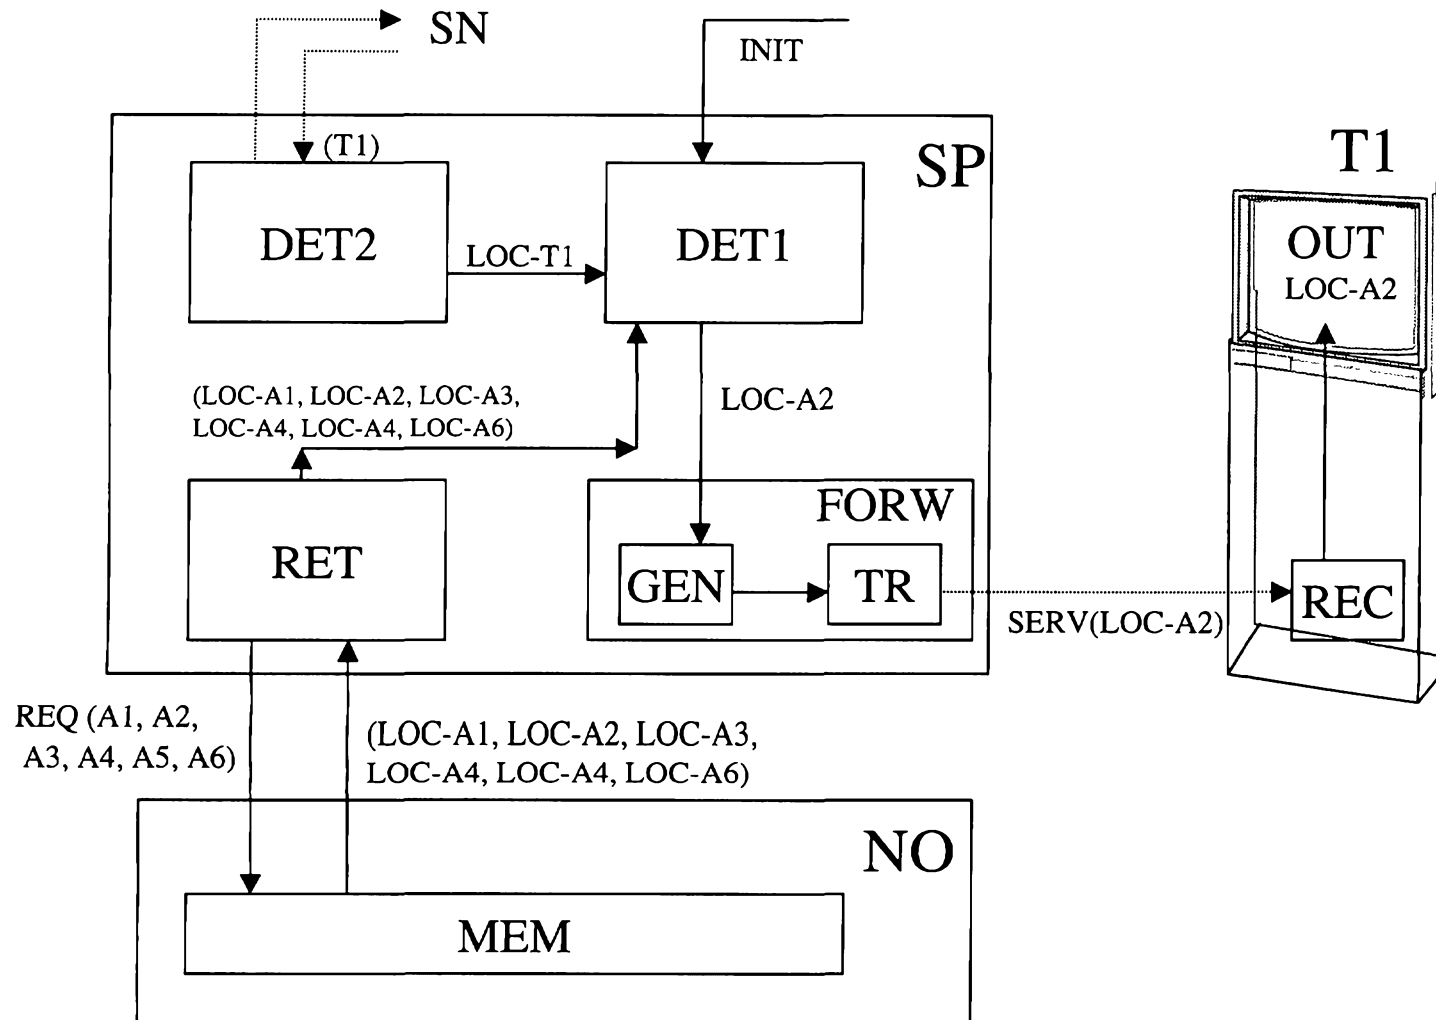 SN
INIT
(T1)
SP
T1
DET2
LOC-T1
DET1
OUT
LOC-A2
(LOC-A1, LOC-A2, LOC-A3,
LOC-A4, LOC-A4, LOC-A6)
LOC-A2
FORW
RET
GEN
TR
REC
SERV(LOC-A2)
REQ (A1, A2,
A3, A4, A5, A6)
(LOC-A1, LOC-A2, LOC-A3,
LOC-A4, LOC-A4, LOC-A6)
NO
MEM